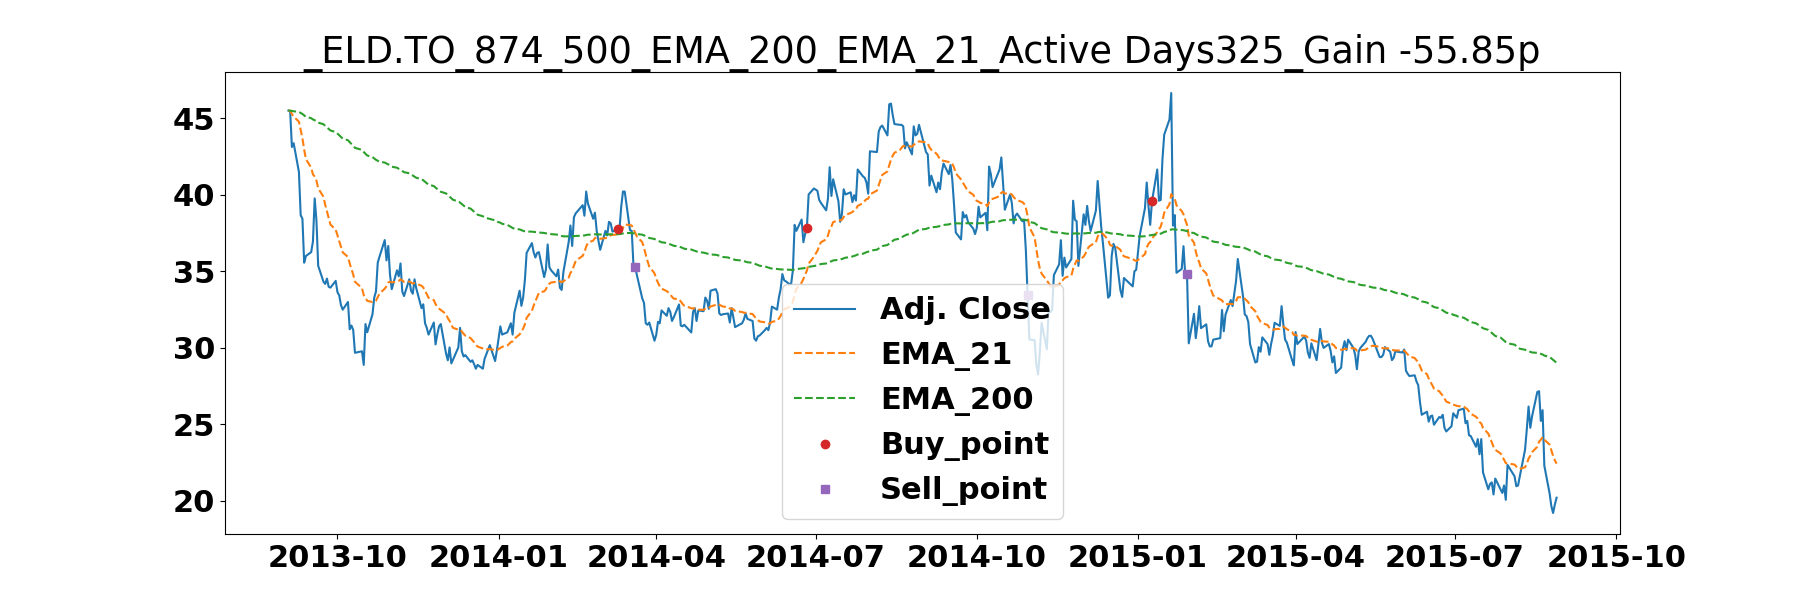 _ELD.TO_874_500_EMA_200_EMA_21_Active Days325_Gain -55.85p
45
40
35
30
25
20
Adj. Close
EMA_21
EMA_200
Buy_point
Sell_point
2013-10 2014-01 2014-04 2014-07 2014-10 2015-01 2015-04 2015-07 2015-10